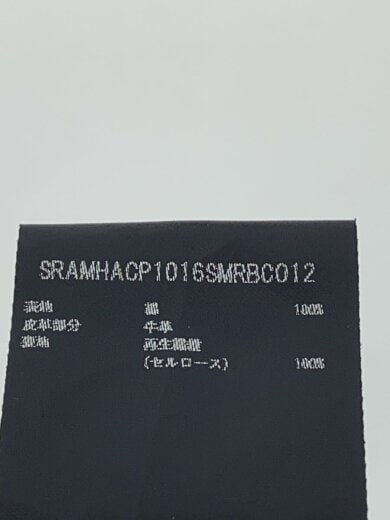 SRAMHACP1016SMRBCO12
表地 綿 100%
皮革部分 牛革
裏地 再生繊維
(セルロース) 100%